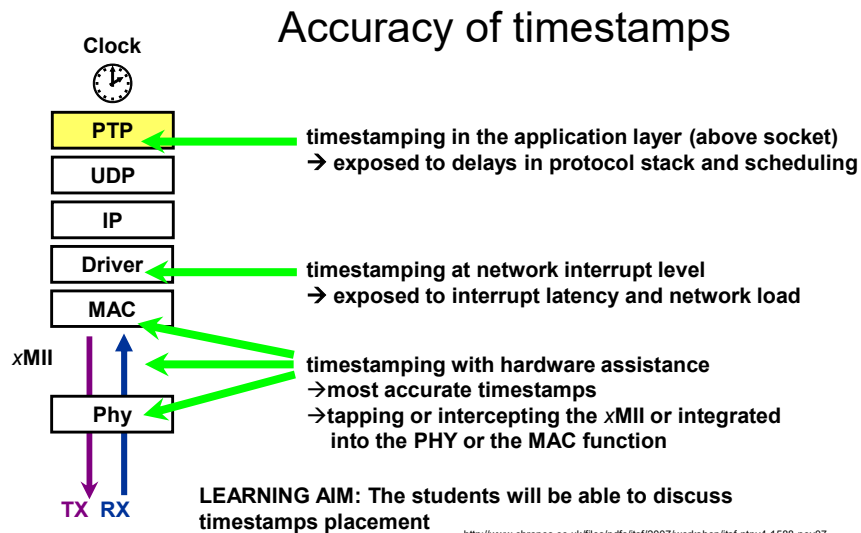 Accuracy of timestamps
Clock
PTP
timestamping in the application layer (above socket)
→ exposed to delays in protocol stack and scheduling
UDP
IP
Driver
timestamping at network interrupt level
→ exposed to interrupt latency and network load
MAC
xMII
timestamping with hardware assistance
→most accurate timestamps
→tapping or intercepting the xMII or integrated
into the PHY or the MAC function
Phy
TX RX
LEARNING AIM: The students will be able to discuss
timestamps placement